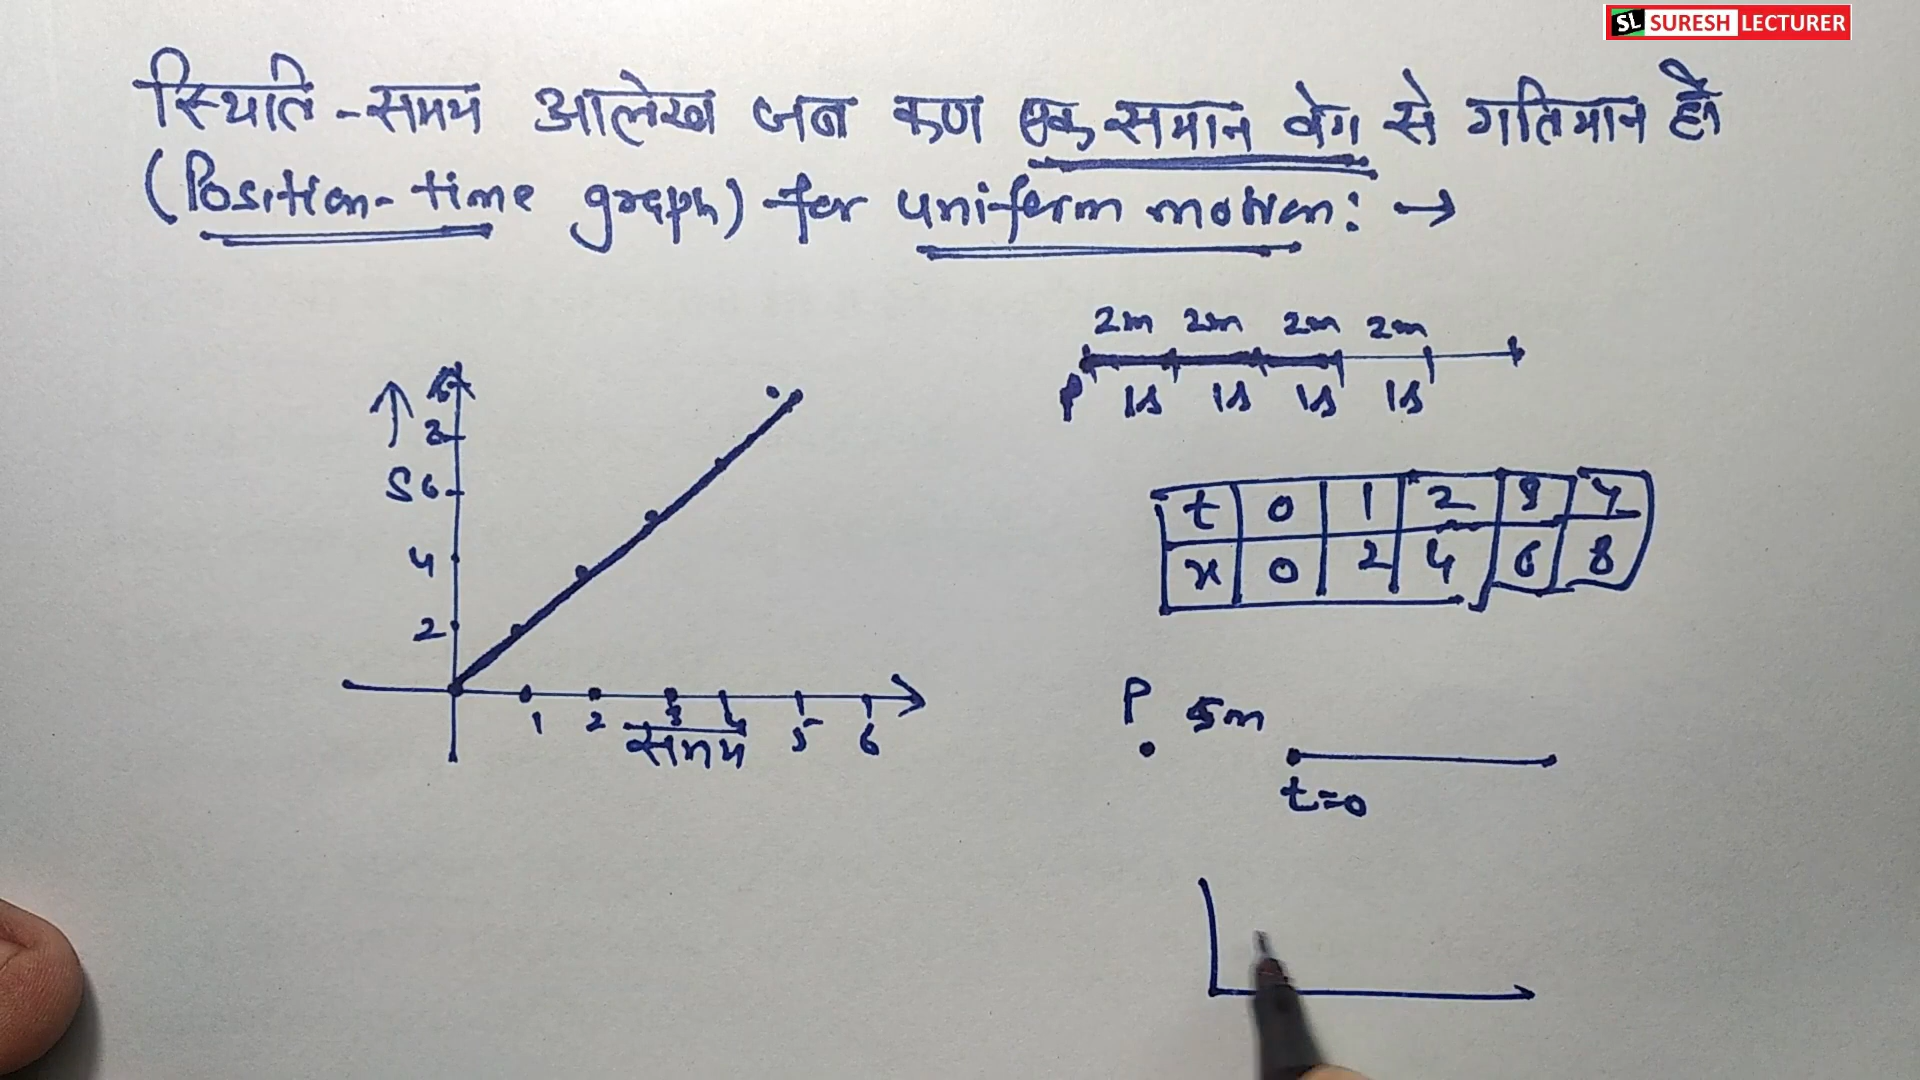 SL SURESH LECTURER
स्थिति-समय आलेख जब कण एक समान वेग से गतिमान हो
(Position-time graph) for uniform motion: →
2m 2m 2m 2m
P 1s 1s 1s 1s
8
S 6
4
2
1 2 3 4 5 6
समय
t 0 1 2 3 4
x 0 2 4 6 8
P 5m
t=0